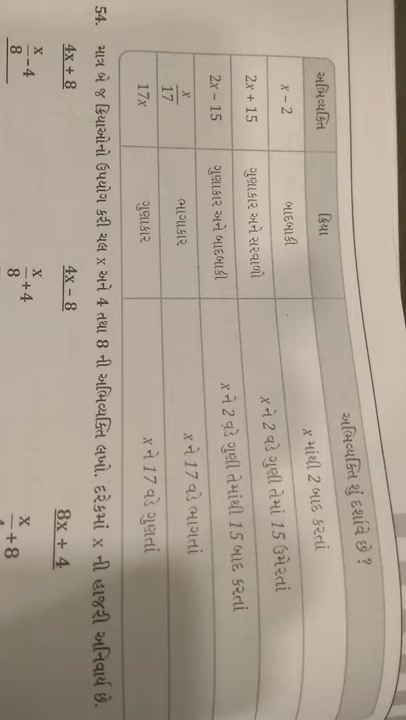 અભિવ્યક્તિ ક્રિયા અભિવ્યક્તિ શું દર્શાવે છે ?
x − 2 બાદબાકી x માંથી 2 બાદ કરતાં
2x + 15 ગુણાકાર અને સરવાળો x ને 2 વડે ગુણી તેમાં 15 ઉમેરતાં
2x − 15 ગુણાકાર અને બાદબાકી x ને 2 વડે ગુણી તેમાંથી 15 બાદ કરતાં
x/17 ભાગાકાર x ને 17 વડે ભાગતાં
17x ગુણાકાર x ને 17 વડે ગુણતાં
54. માત્ર બે જ ક્રિયાઓનો ઉપયોગ કરી ચલ x અને 4 તથા 8 ની અભિવ્યક્તિ લખો. દરેકમાં x ની હાજરી અનિવાર્ય છે.
4x + 8 4x − 8 8x + 4
x/8 − 4 x/8 + 4 x/4 + 8